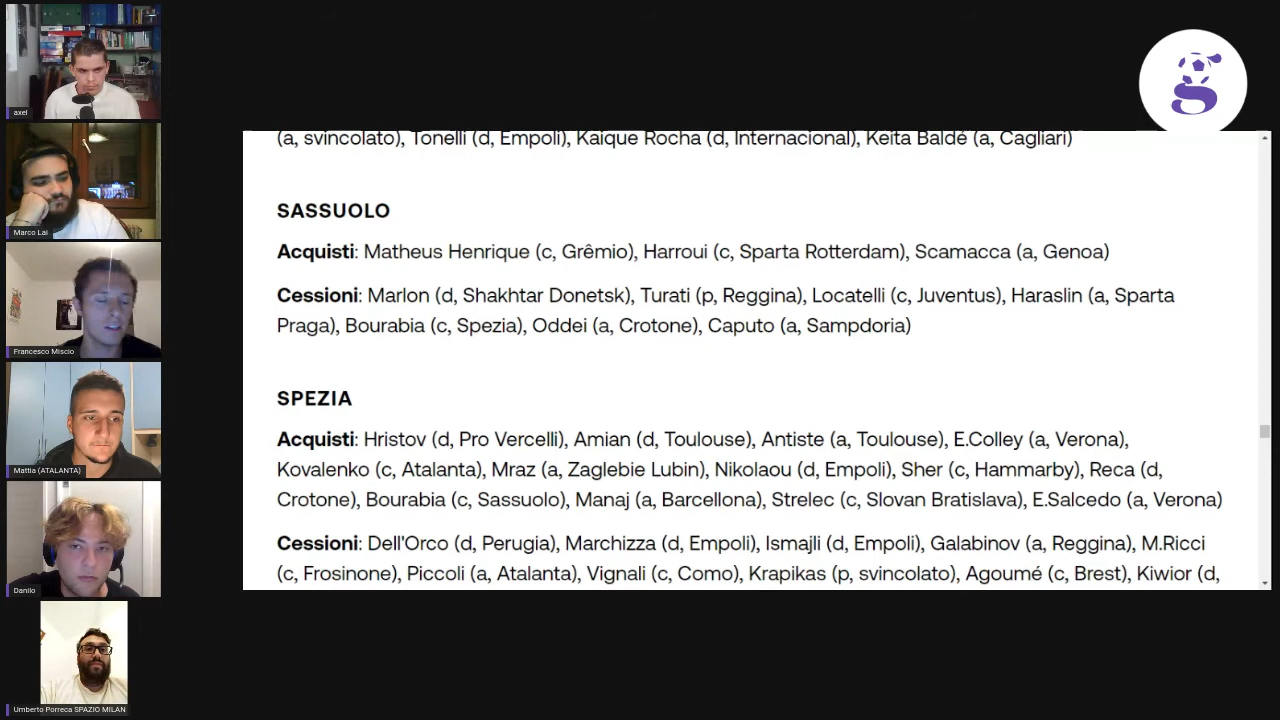 axel
Marco Lai
Francesco Miscio
Mattia (ATALANTA)
Danilo
Umberto Porreca SPAZIO MILAN
g
(a, svincolato), Tonelli (d, Empoli), Kaique Rocha (d, Internacional), Keita Baldé (a, Cagliari)
SASSUOLO
Acquisti: Matheus Henrique (c, Grêmio), Harroui (c, Sparta Rotterdam), Scamacca (a, Genoa)
Cessioni: Marlon (d, Shakhtar Donetsk), Turati (p, Reggina), Locatelli (c, Juventus), Haraslin (a, Sparta
Praga), Bourabia (c, Spezia), Oddei (a, Crotone), Caputo (a, Sampdoria)
SPEZIA
Acquisti: Hristov (d, Pro Vercelli), Amian (d, Toulouse), Antiste (a, Toulouse), E.Colley (a, Verona),
Kovalenko (c, Atalanta), Mraz (a, Zaglebie Lubin), Nikolaou (d, Empoli), Sher (c, Hammarby), Reca (d,
Crotone), Bourabia (c, Sassuolo), Manaj (a, Barcellona), Strelec (c, Slovan Bratislava), E.Salcedo (a, Verona)
Cessioni: Dell'Orco (d, Perugia), Marchizza (d, Empoli), Ismajli (d, Empoli), Galabinov (a, Reggina), M.Ricci
(c, Frosinone), Piccoli (a, Atalanta), Vignali (c, Como), Krapikas (p, svincolato), Agoumé (c, Brest), Kiwior (d,